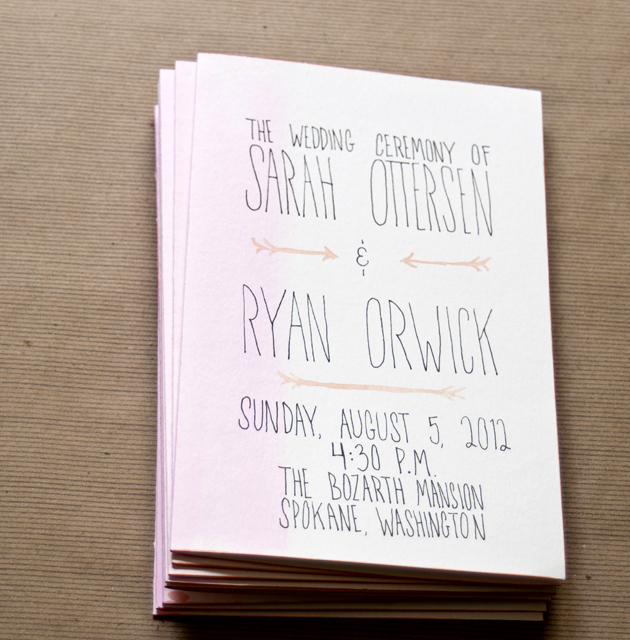 THE WEDDING CEREMONY OF
SARAH OTTERSEN
&
RYAN ORWICK
SUNDAY, AUGUST 5, 2012
4:30 P.M.
THE BOZARTH MANSION
SPOKANE, WASHINGTON